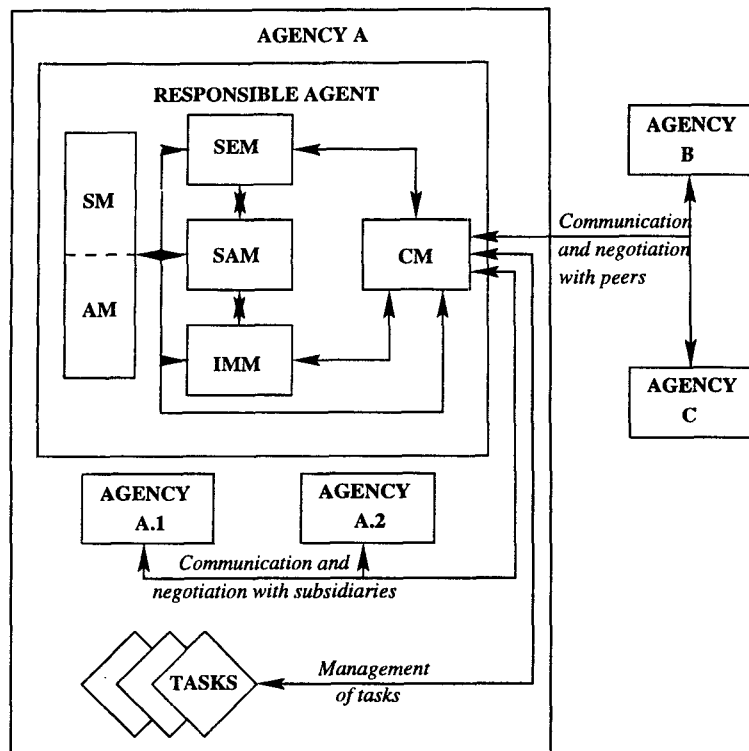 AGENCY A
RESPONSIBLE AGENT
SEM
SM
SAM
CM
AM
IMM
AGENCY
B
Communication
and negotiation
with peers
AGENCY
C
AGENCY
A.1
AGENCY
A.2
Communication and
negotiation with subsidiaries
TASKS
Management
of tasks